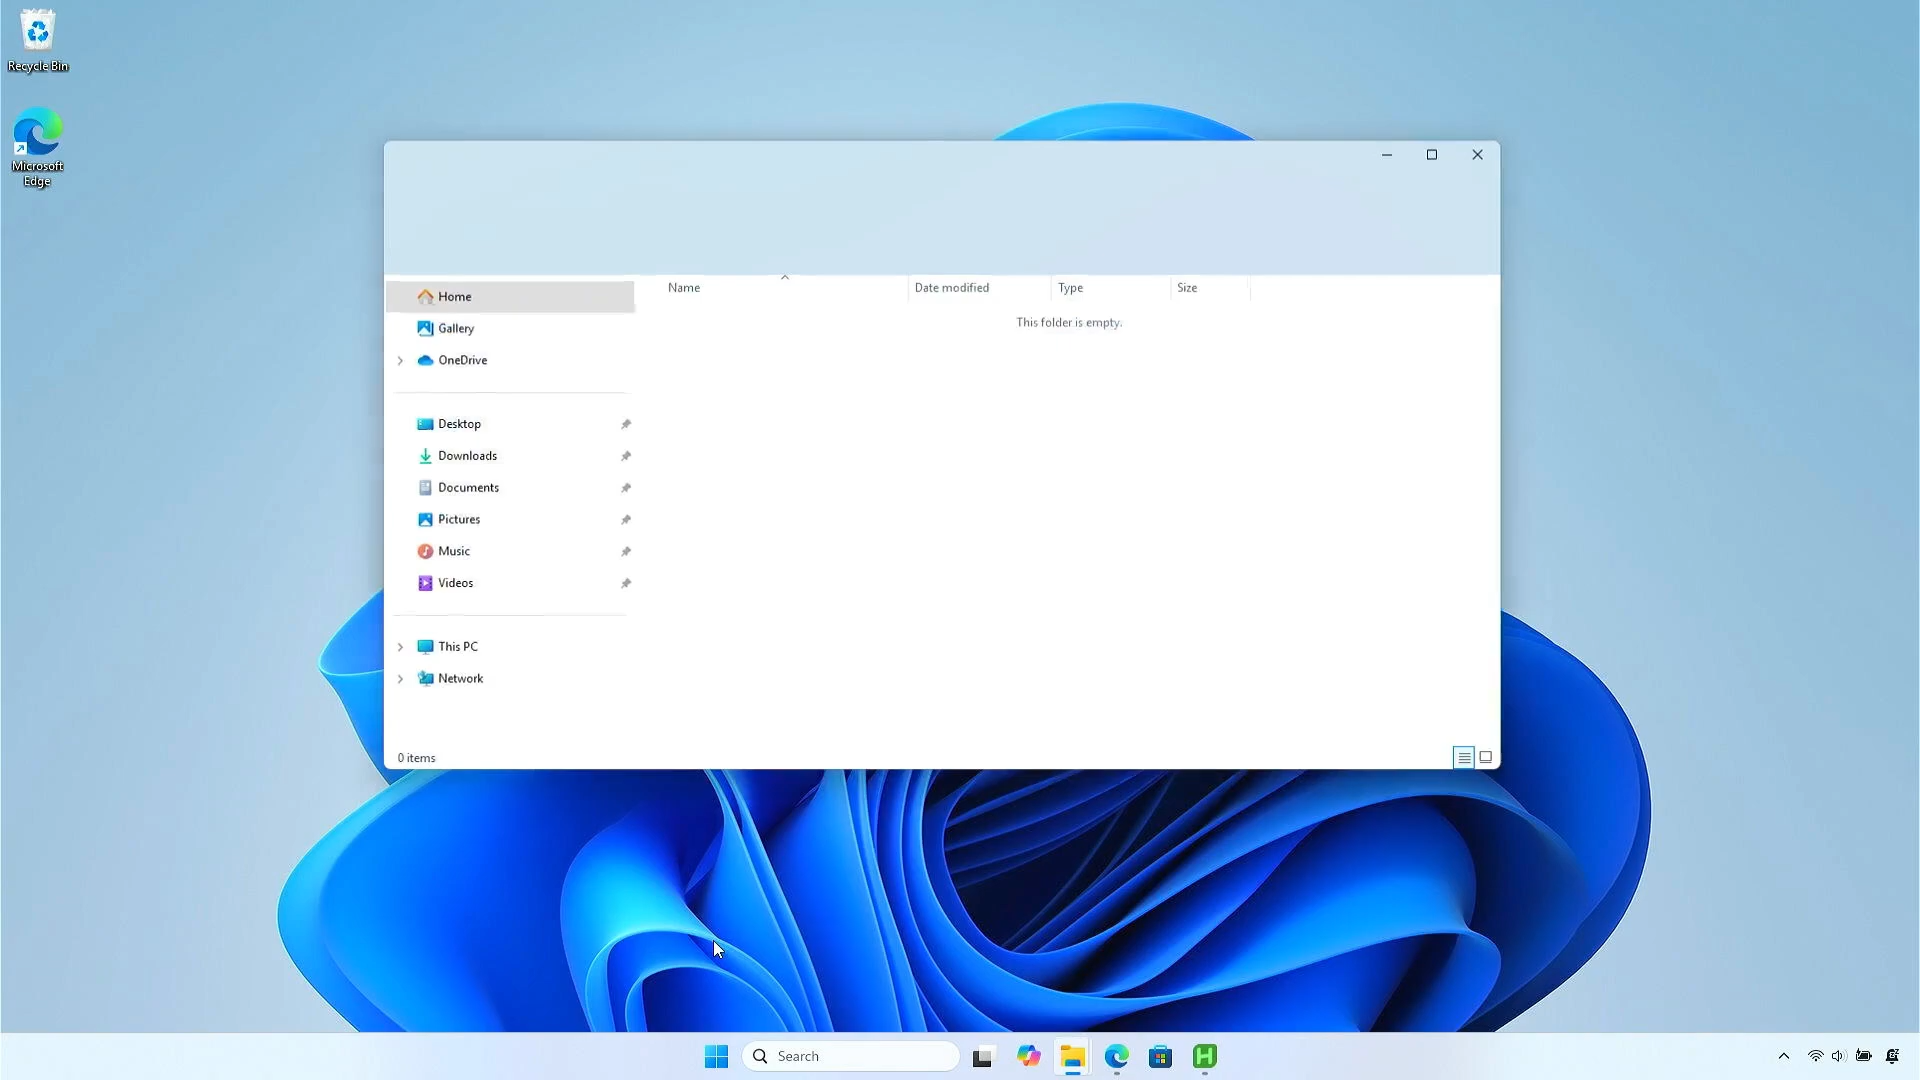 Recycle Bin
Microsoft
Edge
Home
Gallery
OneDrive
Desktop
Downloads
Documents
Pictures
Music
Videos
This PC
Network
Name Date modified Type Size
This folder is empty.
0 items
Search